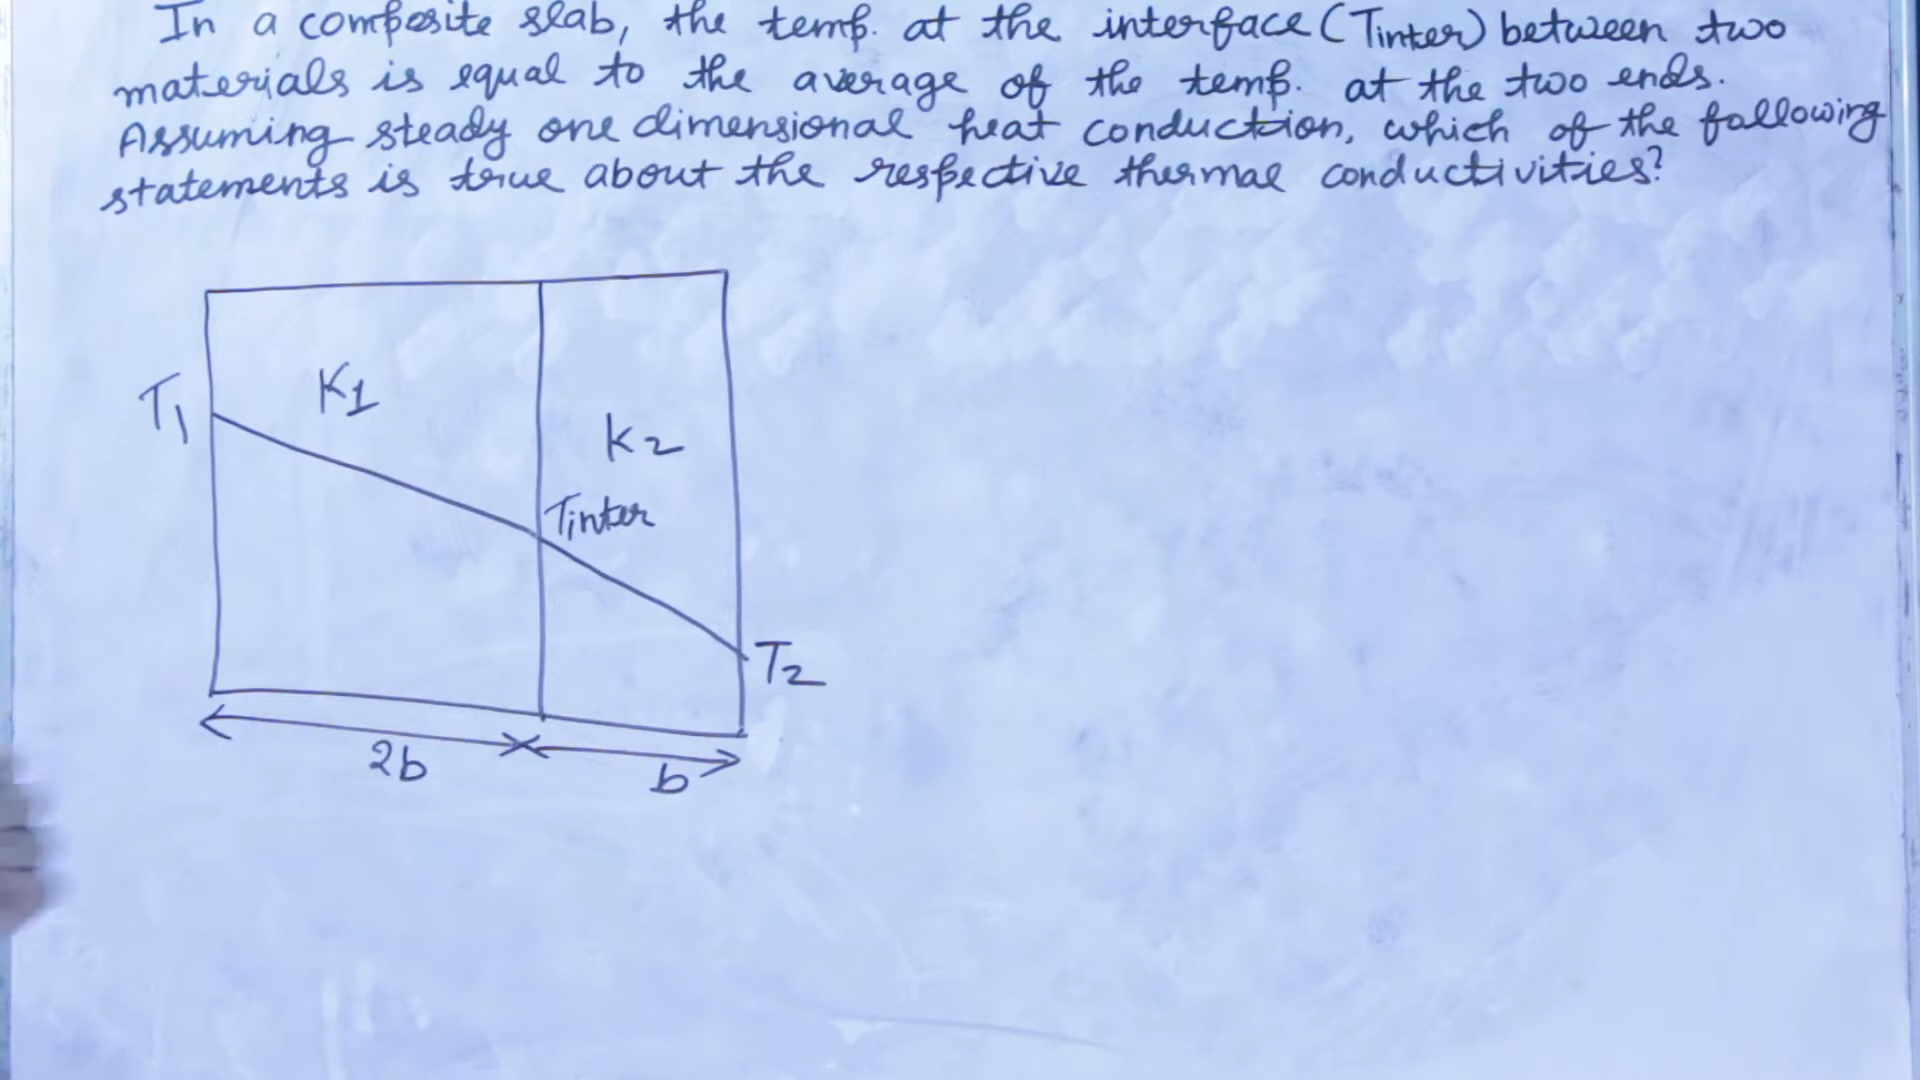 In a composite slab, the temp. at the interface (Tinter) between two
materials is equal to the average of the temp. at the two ends.
Assuming steady one dimensional heat conduction, which of the following
statements is true about the respective thermal conductivities?
K1
T1
K2
Tinter
T2
2b
b